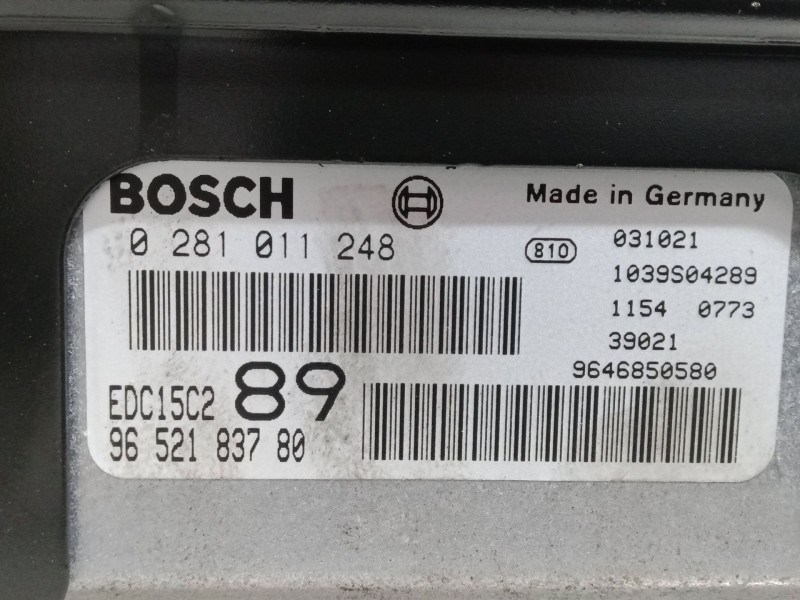 BOSCH
Made in Germany
0 281 011 248
810
031021
1039S04289
1154 0773
39021
9646850580
EDC15C2 89
96 521 837 80